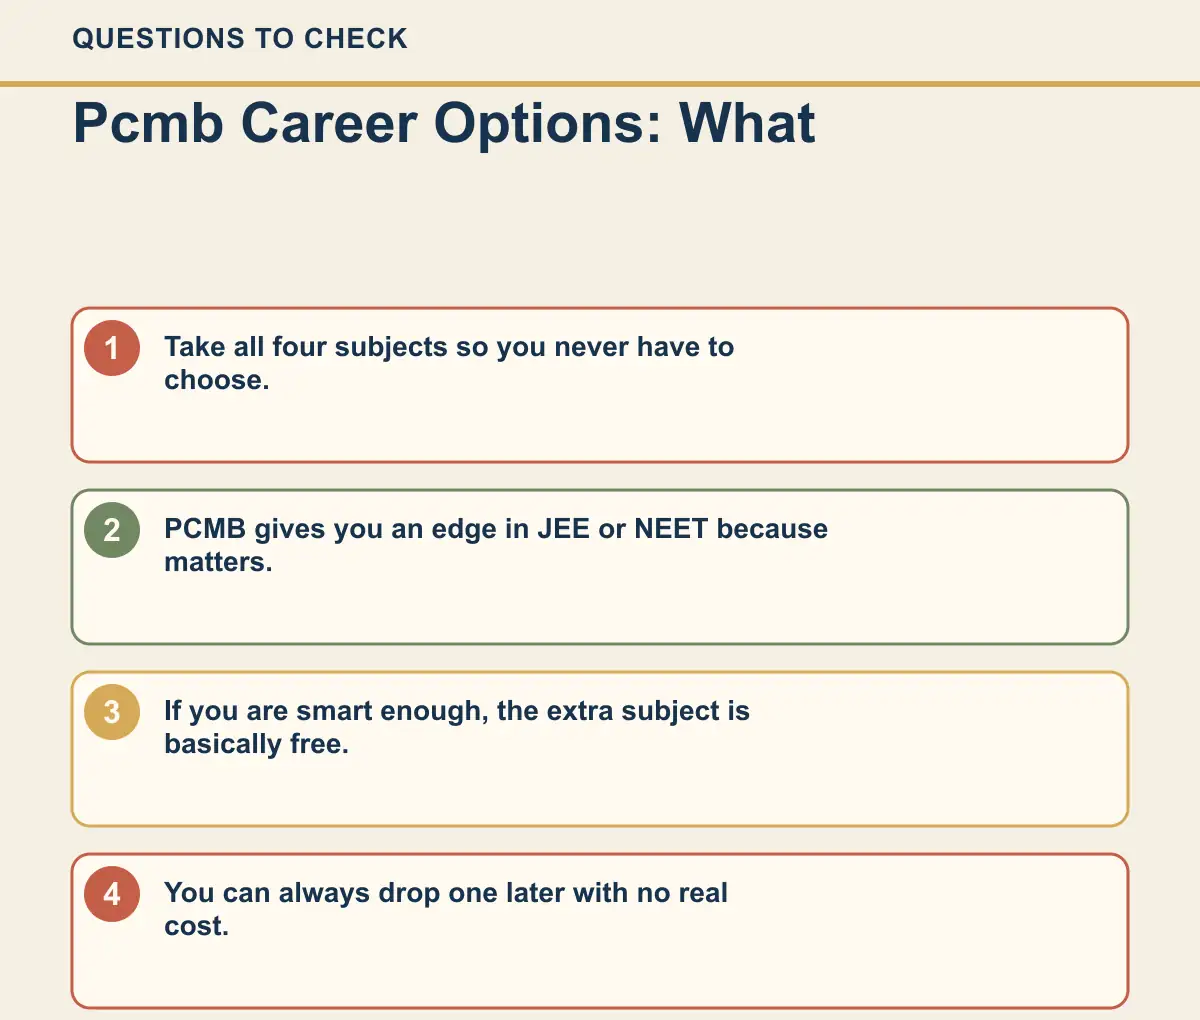 QUESTIONS TO CHECK
Pcmb Career Options: What
1
Take all four subjects so you never have to
choose.
2
PCMB gives you an edge in JEE or NEET because
matters.
3
If you are smart enough, the extra subject is
basically free.
4
You can always drop one later with no real
cost.